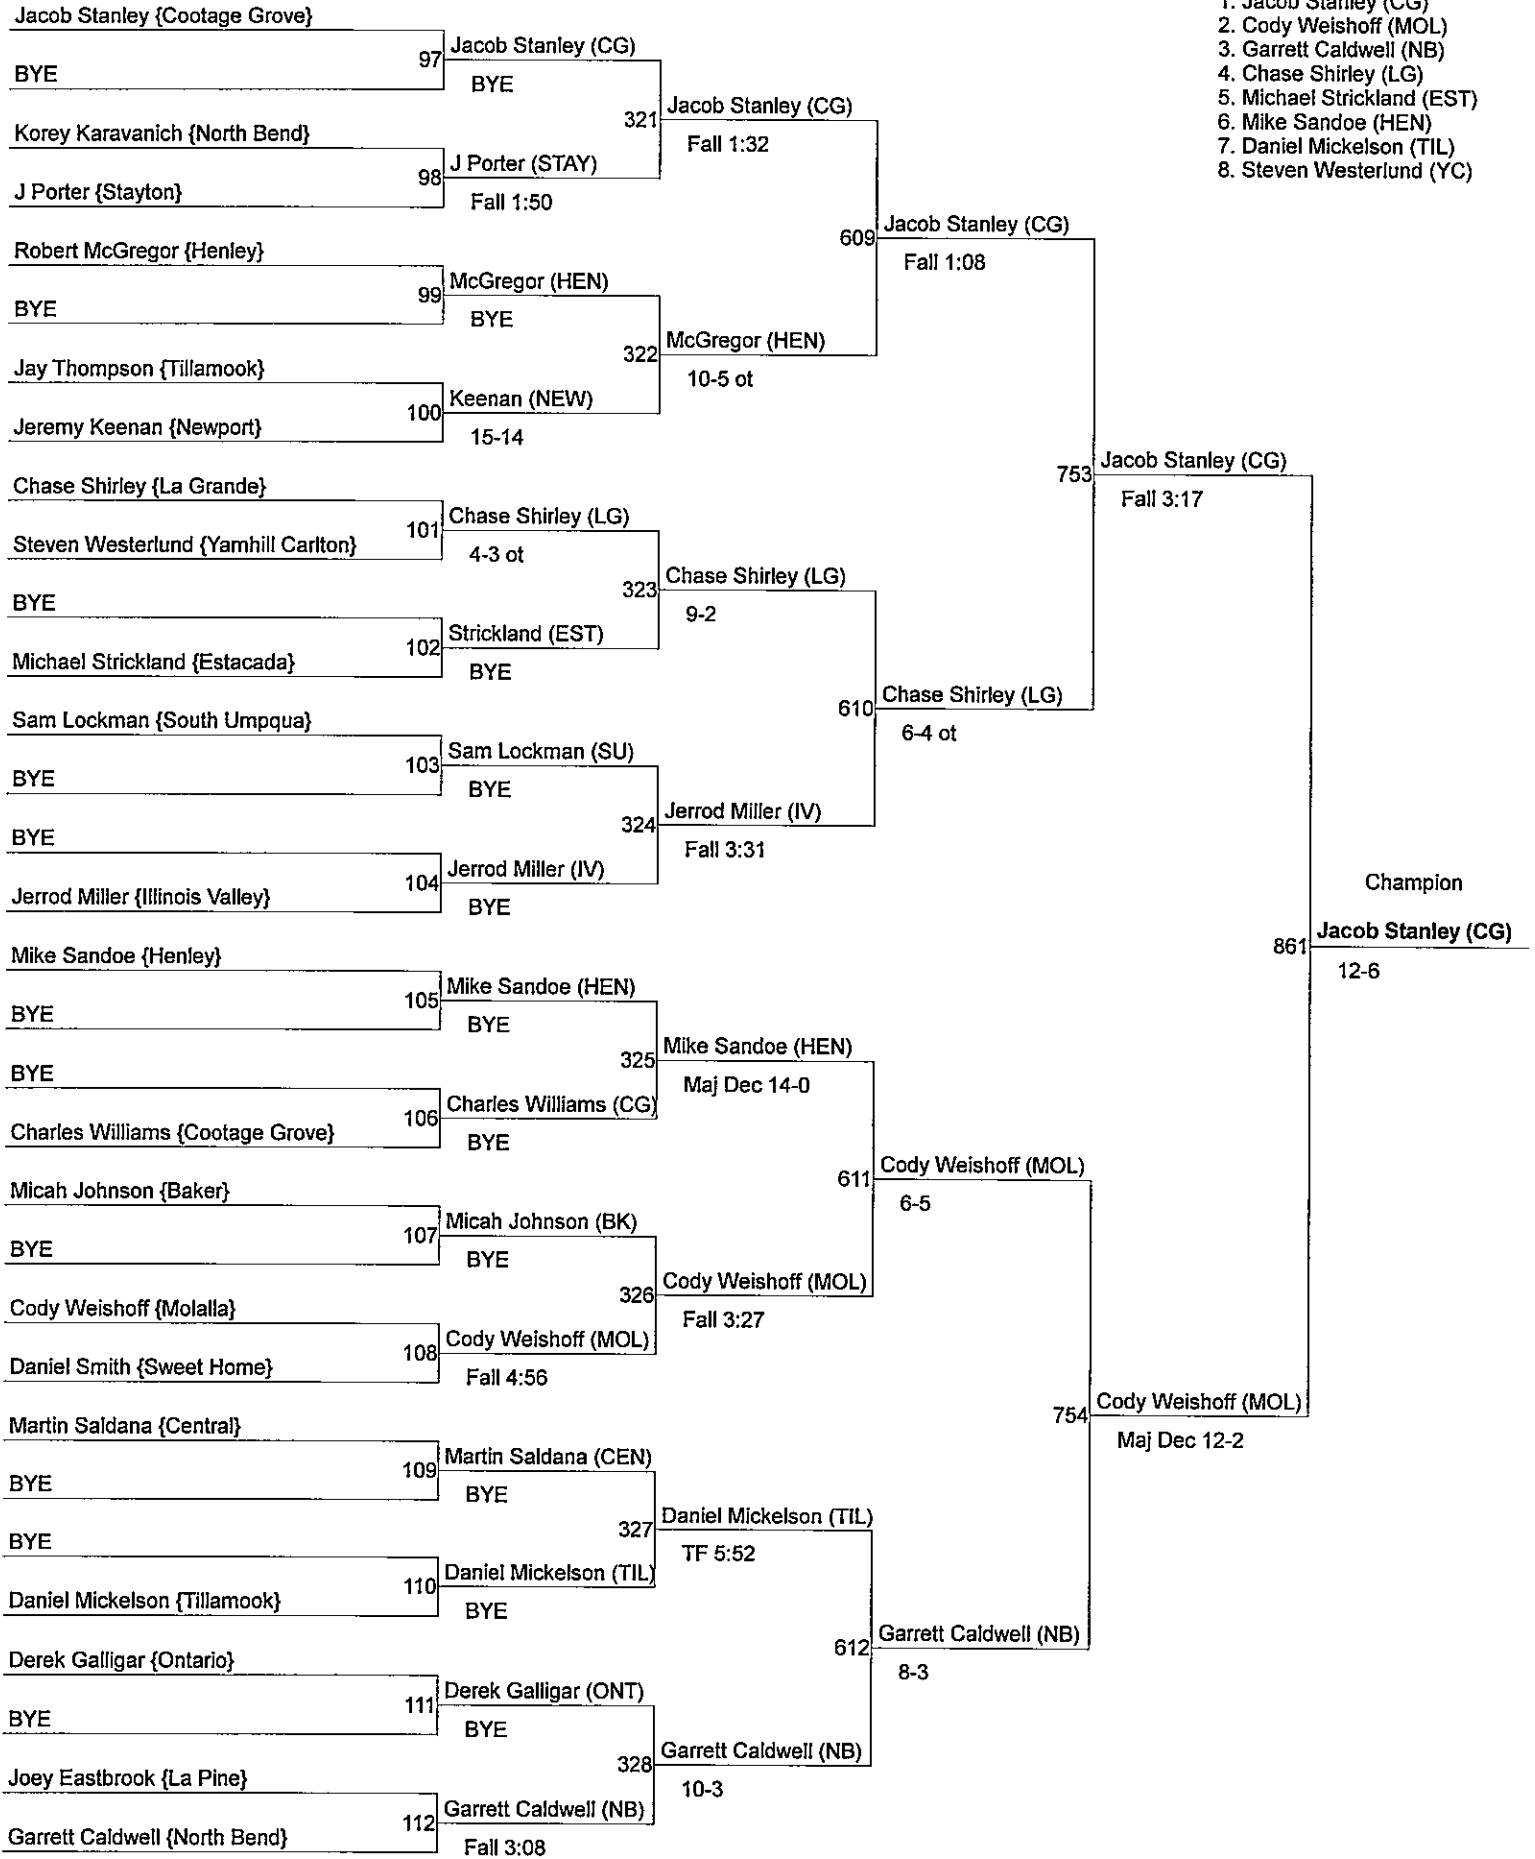 1. Jacob Stanley (CG)
2. Cody Weishoff (MOL)
3. Garrett Caldwell (NB)
4. Chase Shirley (LG)
5. Michael Strickland (EST)
6. Mike Sandoe (HEN)
7. Daniel Mickelson (TIL)
8. Steven Westerlund (YC)
Jacob Stanley {Cootage Grove}
BYE
97
Jacob Stanley (CG)
BYE
Korey Karavanich {North Bend}
J Porter {Stayton}
98
J Porter (STAY)
Fall 1:50
321
Jacob Stanley (CG)
Fall 1:32
Robert McGregor {Henley}
BYE
99
McGregor (HEN)
BYE
Jay Thompson {Tillamook}
Jeremy Keenan {Newport}
100
Keenan (NEW)
15-14
322
McGregor (HEN)
10-5 ot
609
Jacob Stanley (CG)
Fall 1:08
Chase Shirley {La Grande}
Steven Westerlund {Yamhill Carlton}
101
Chase Shirley (LG)
4-3 ot
BYE
Michael Strickland {Estacada}
102
Strickland (EST)
BYE
323
Chase Shirley (LG)
9-2
Sam Lockman {South Umpqua}
BYE
103
Sam Lockman (SU)
BYE
BYE
Jerrod Miller {Illinois Valley}
104
Jerrod Miller (IV)
BYE
324
Jerrod Miller (IV)
Fall 3:31
610
Chase Shirley (LG)
6-4 ot
753
Jacob Stanley (CG)
Fall 3:17
Mike Sandoe {Henley}
BYE
105
Mike Sandoe (HEN)
BYE
BYE
Charles Williams {Cootage Grove}
106
Charles Williams (CG)
BYE
325
Mike Sandoe (HEN)
Maj Dec 14-0
Micah Johnson {Baker}
BYE
107
Micah Johnson (BK)
BYE
Cody Weishoff {Molalla}
Daniel Smith {Sweet Home}
108
Cody Weishoff (MOL)
Fall 4:56
326
Cody Weishoff (MOL)
Fall 3:27
611
Cody Weishoff (MOL)
6-5
Martin Saldana {Central}
BYE
109
Martin Saldana (CEN)
BYE
BYE
Daniel Mickelson {Tillamook}
110
Daniel Mickelson (TIL)
BYE
327
Daniel Mickelson (TIL)
TF 5:52
Derek Galligar {Ontario}
BYE
111
Derek Galligar (ONT)
BYE
Joey Eastbrook {La Pine}
Garrett Caldwell {North Bend}
112
Garrett Caldwell (NB)
Fall 3:08
328
Garrett Caldwell (NB)
10-3
612
Garrett Caldwell (NB)
8-3
754
Cody Weishoff (MOL)
Maj Dec 12-2
Champion
861
Jacob Stanley (CG)
12-6